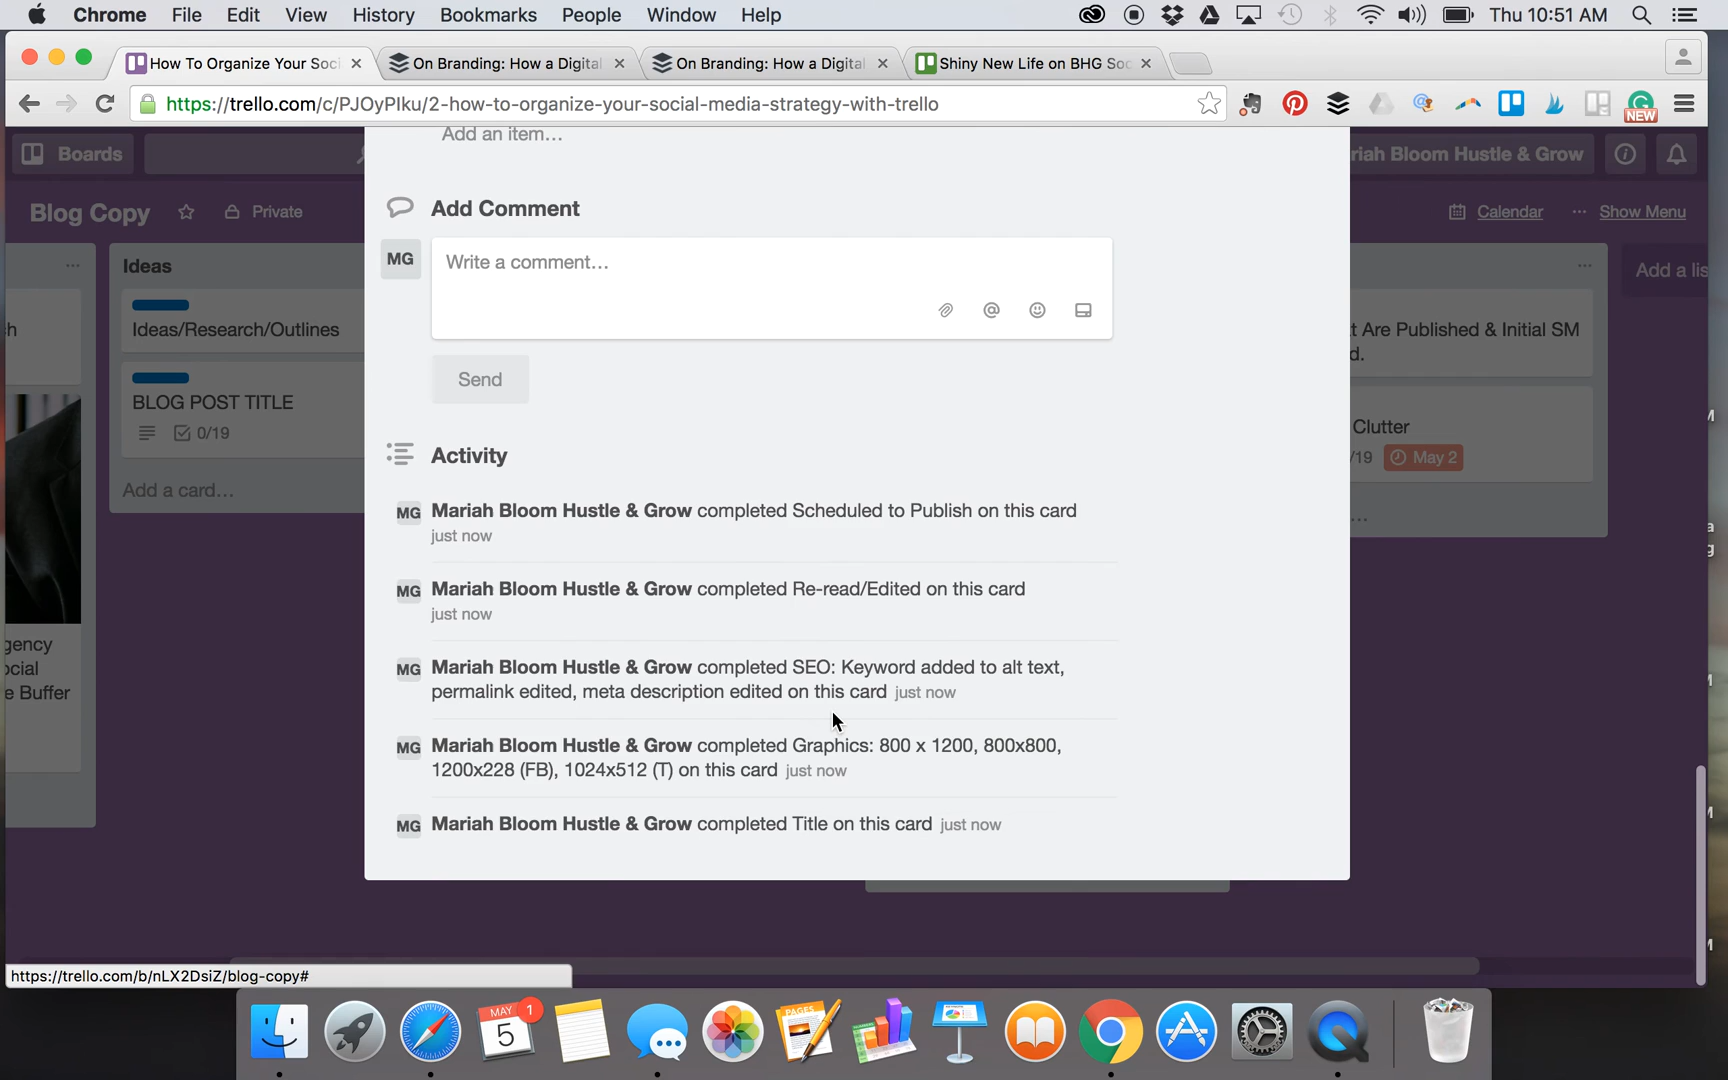 Chrome File Edit View History Bookmarks People Window Help Thu 10:51 AM
How To Organize Your Soci
On Branding: How a Digital
On Branding: How a Digital
Shiny New Life on BHG Soc
https://trello.com/c/PJOyPIku/2-how-to-organize-your-social-media-strategy-with-trello
NEW
Add an item…
Boards
riah Bloom Hustle & Grow
Blog Copy
Private
Calendar
Show Menu
Add Comment
MG
Write a comment…
Send
Ideas
Ideas/Research/Outlines
BLOG POST TITLE
0/19
Add a card…
Add a lis
t Are Published & Initial SM
d.
Clutter
/19
May 2
Activity
MG Mariah Bloom Hustle & Grow completed Scheduled to Publish on this card
just now
MG Mariah Bloom Hustle & Grow completed Re-read/Edited on this card
just now
MG Mariah Bloom Hustle & Grow completed SEO: Keyword added to alt text,
permalink edited, meta description edited on this card just now
MG Mariah Bloom Hustle & Grow completed Graphics: 800 x 1200, 800x800,
1200x228 (FB), 1024x512 (T) on this card just now
MG Mariah Bloom Hustle & Grow completed Title on this card just now
gency
ocial
e Buffer
https://trello.com/b/nLX2DsiZ/blog-copy#
MAY
5
1
PAGES